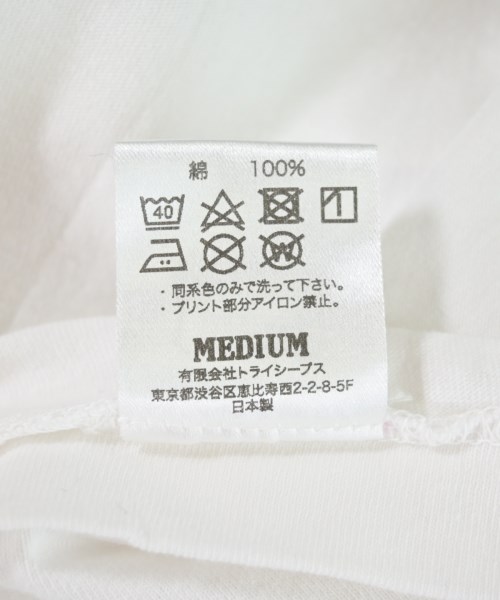 綿 100%
40
W
・同系色のみで洗って下さい。
・プリント部分アイロン禁止。
MEDIUM
有限会社トライシープス
東京都渋谷区恵比寿西2-2-8-5F
日本製